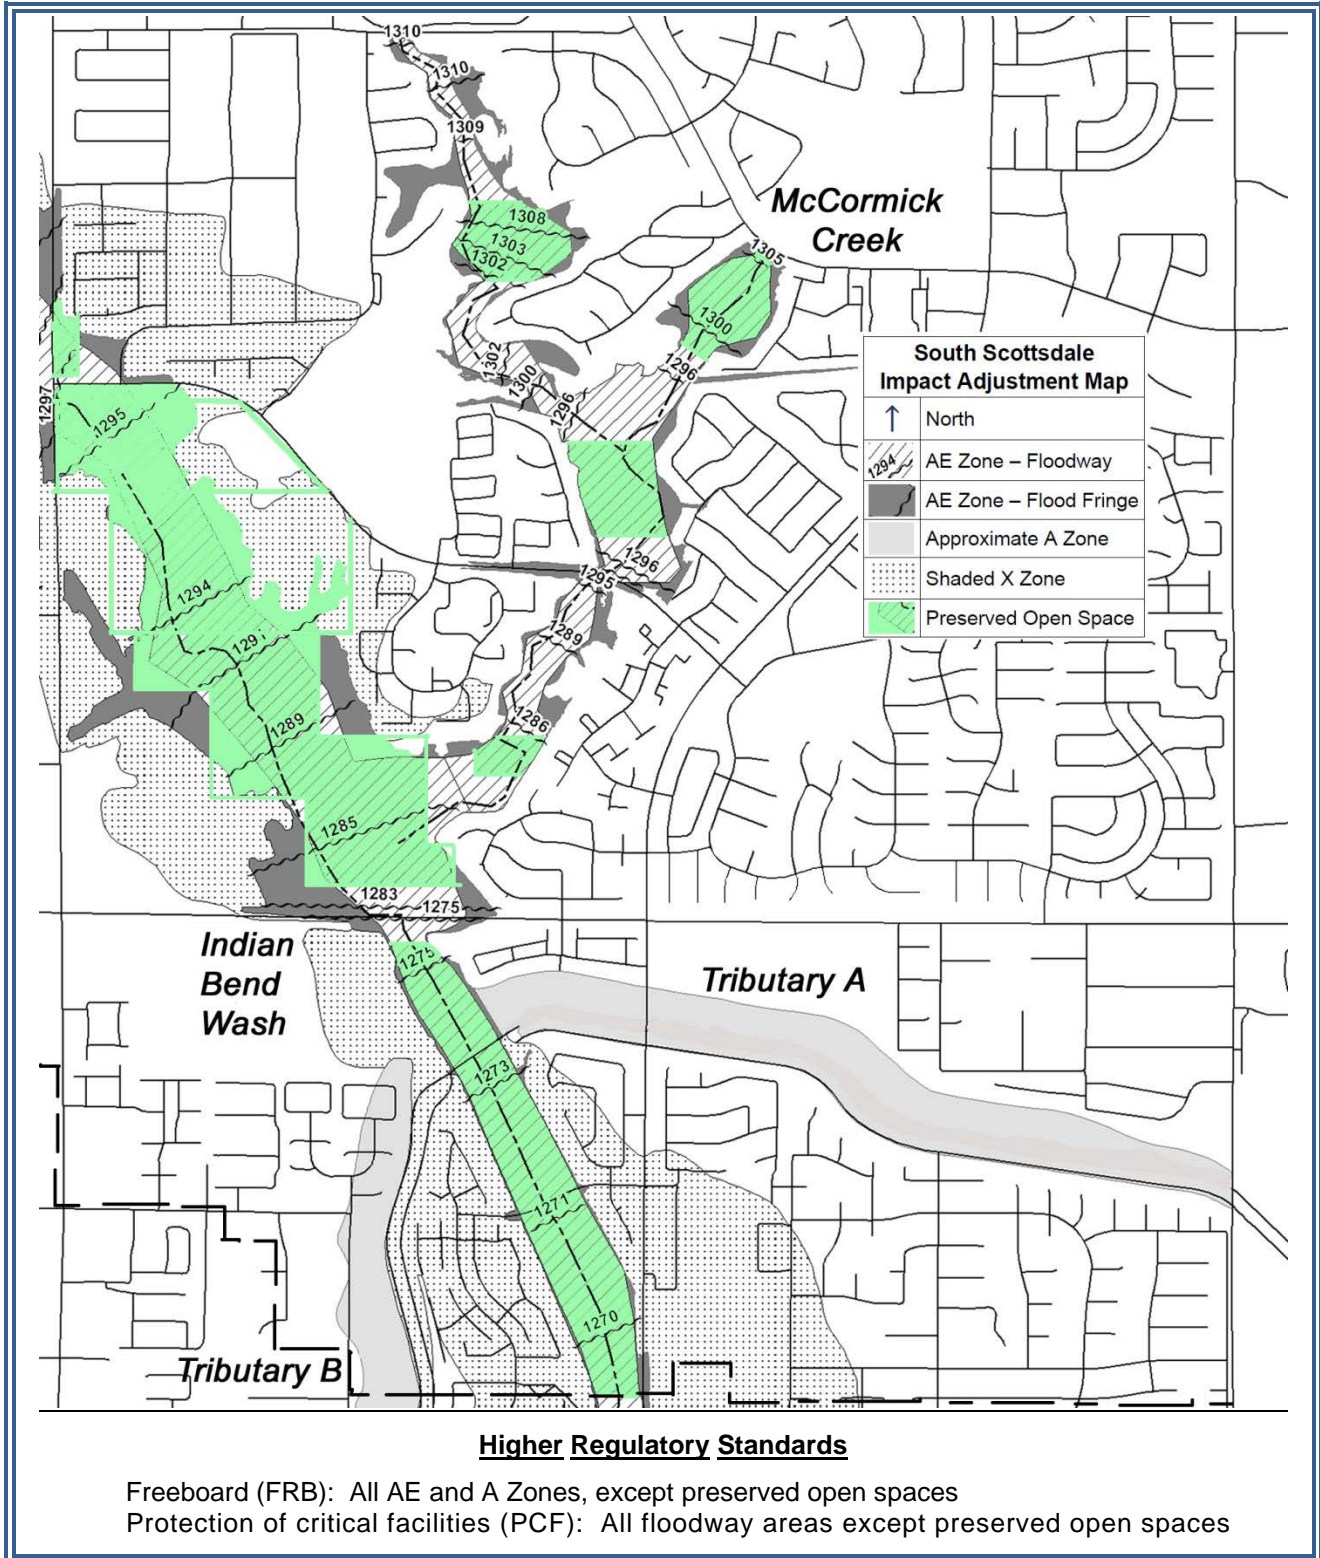 1310
1310
1309
McCormick
Creek
1308
1303
1302
1305
1300
1302
1300
1296
1296
South Scottsdale
Impact Adjustment Map
↑ North
1294 AE Zone – Floodway
AE Zone – Flood Fringe
Approximate A Zone
Shaded X Zone
Preserved Open Space
1297
1295
1296
1295
1294
1289
129
1289
1286
1285
1283
1275
Indian
Bend
Wash
1275
Tributary A
1273
1271
1270
Tributary B
Higher Regulatory Standards
Freeboard (FRB): All AE and A Zones, except preserved open spaces
Protection of critical facilities (PCF): All floodway areas except preserved open spaces